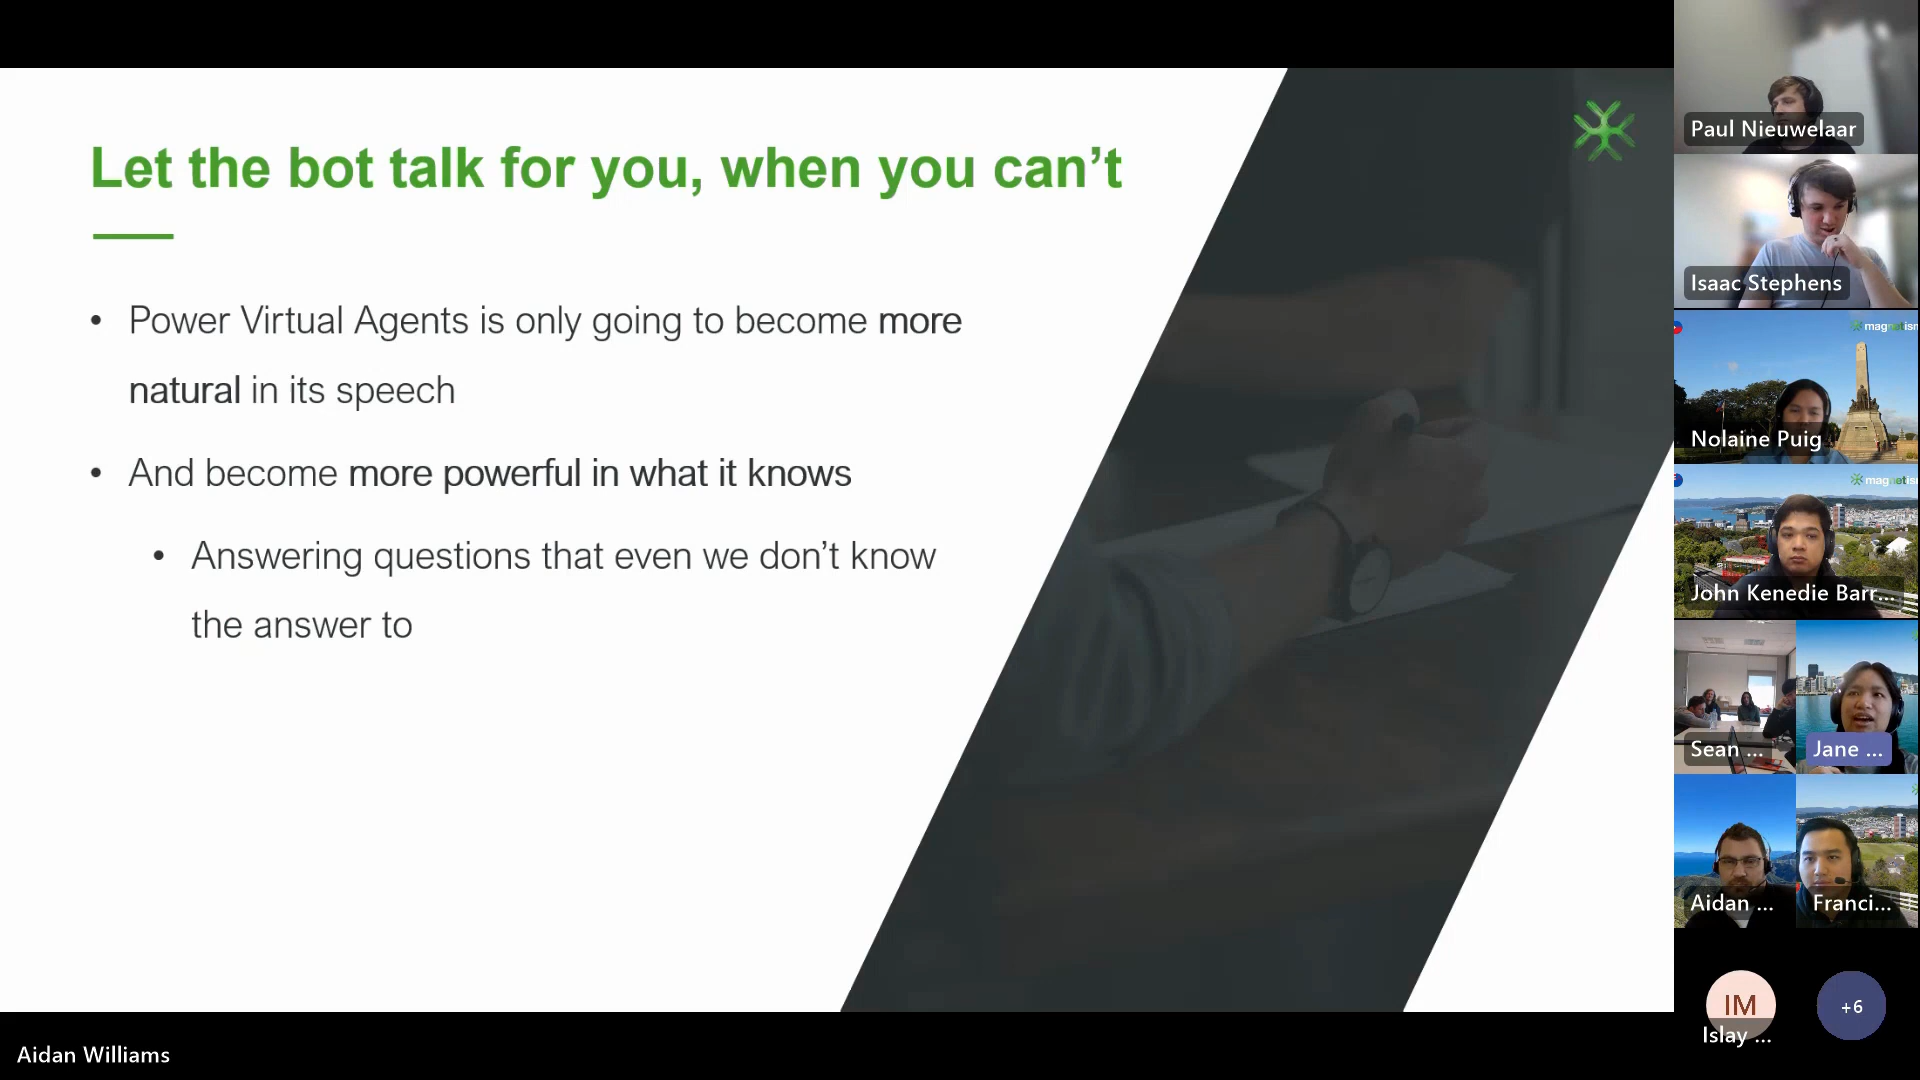 Let the bot talk for you, when you can’t
• Power Virtual Agents is only going to become more
natural in its speech
• And become more powerful in what it knows
• Answering questions that even we don’t know
the answer to
Aidan Williams
Paul Nieuwelaar
Isaac Stephens
magnetism
Nolaine Puig
magnetism
John Kenedie Barr...
Sean ...
Jane ...
Aidan ...
Franci...
IM
Islay ...
+6